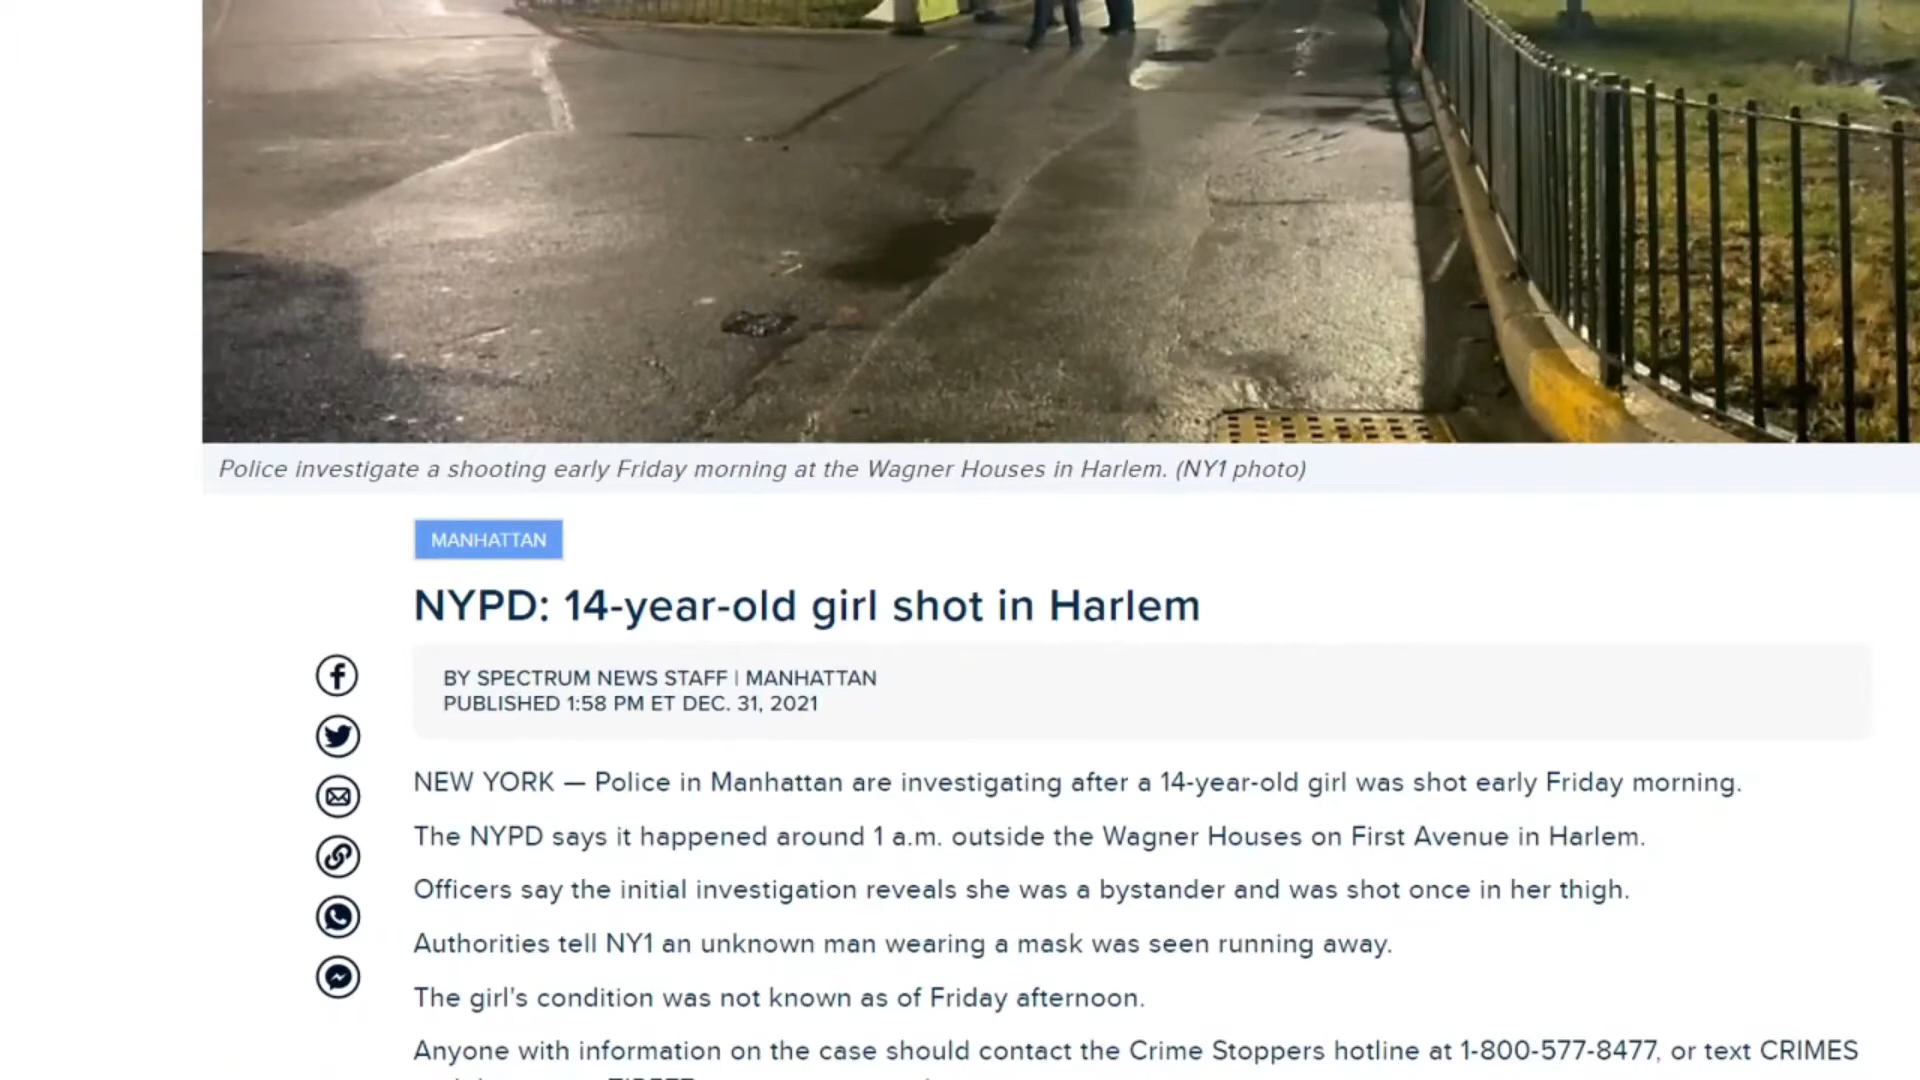 Police investigate a shooting early Friday morning at the Wagner Houses in Harlem. (NY1 photo)
MANHATTAN
NYPD: 14-year-old girl shot in Harlem
BY SPECTRUM NEWS STAFF | MANHATTAN
PUBLISHED 1:58 PM ET DEC. 31, 2021
NEW YORK — Police in Manhattan are investigating after a 14-year-old girl was shot early Friday morning.
The NYPD says it happened around 1 a.m. outside the Wagner Houses on First Avenue in Harlem.
Officers say the initial investigation reveals she was a bystander and was shot once in her thigh.
Authorities tell NY1 an unknown man wearing a mask was seen running away.
The girl's condition was not known as of Friday afternoon.
Anyone with information on the case should contact the Crime Stoppers hotline at 1-800-577-8477, or text CRIMES